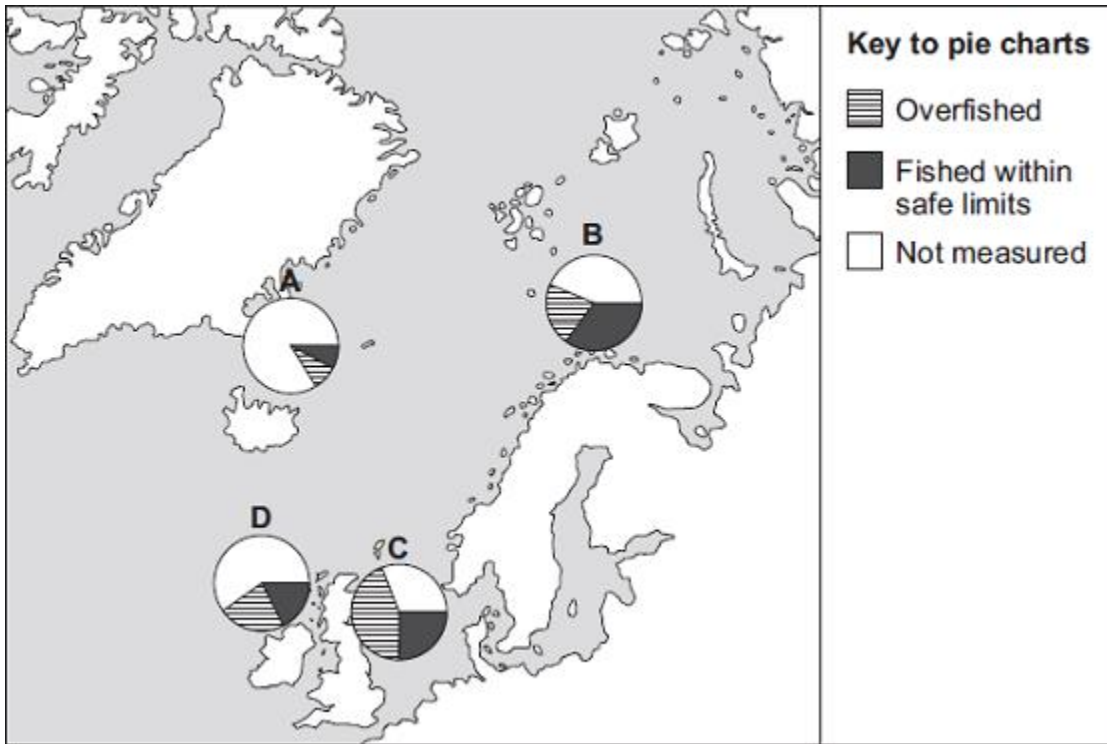 Key to pie charts
Overfished
Fished within
safe limits
Not measured
A
B
C
D